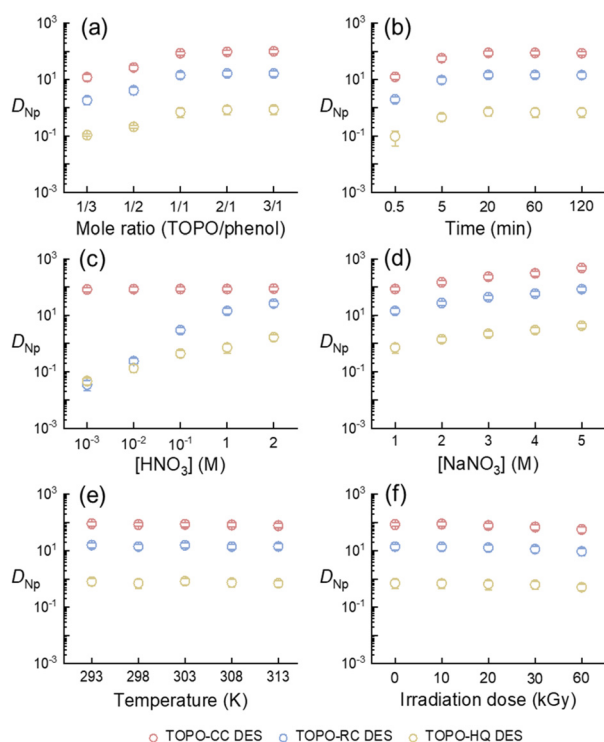 (a)
D_Np
10³
10¹
10⁻¹
10⁻³
1/3 1/2 1/1 2/1 3/1
Mole ratio (TOPO/phenol)
(b)
D_Np
10³
10¹
10⁻¹
10⁻³
0.5 5 20 60 120
Time (min)
(c)
D_Np
10³
10¹
10⁻¹
10⁻³
10⁻³ 10⁻² 10⁻¹ 1 2
[HNO₃] (M)
(d)
D_Np
10³
10¹
10⁻¹
10⁻³
1 2 3 4 5
[NaNO₃] (M)
(e)
D_Np
10³
10¹
10⁻¹
10⁻³
293 298 303 308 313
Temperature (K)
(f)
D_Np
10³
10¹
10⁻¹
10⁻³
0 10 20 30 60
Irradiation dose (kGy)
TOPO-CC DES TOPO-RC DES TOPO-HQ DES